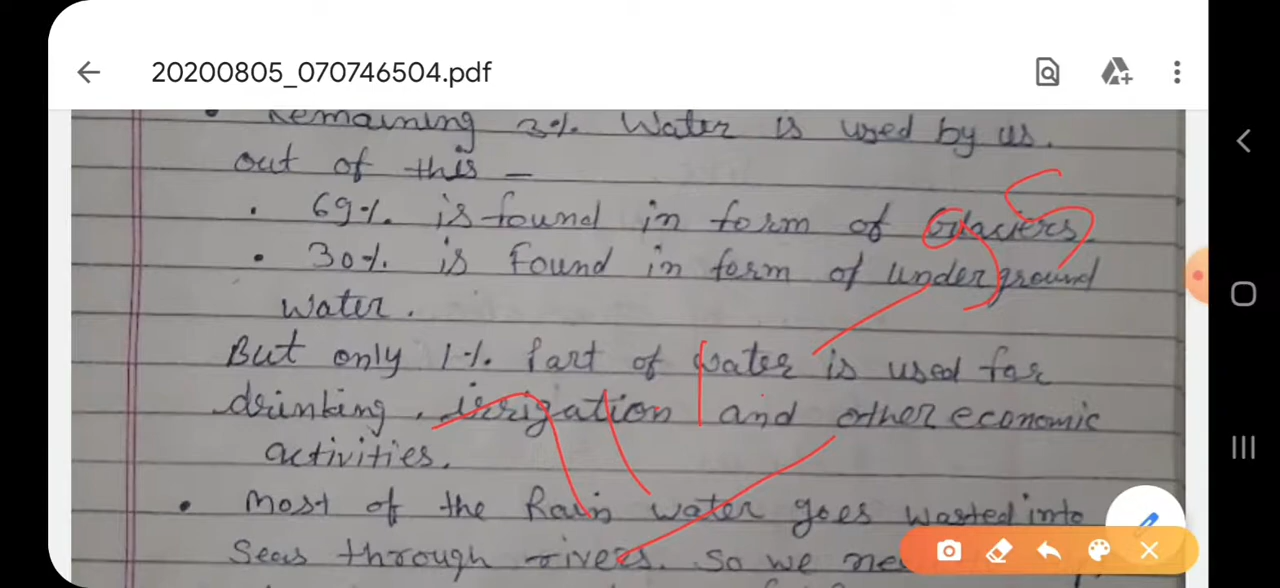 20200805_070746504.pdf
Remaining 3% Water is used by us.
out of this —
• 69% is found in form of Glaciers.
• 30% is found in form of underground
water.
But only 1% Part of water is used for
drinking, irrigation and other economic
activities.
• Most of the Rain water goes wasted into
Seas through rivers. So we